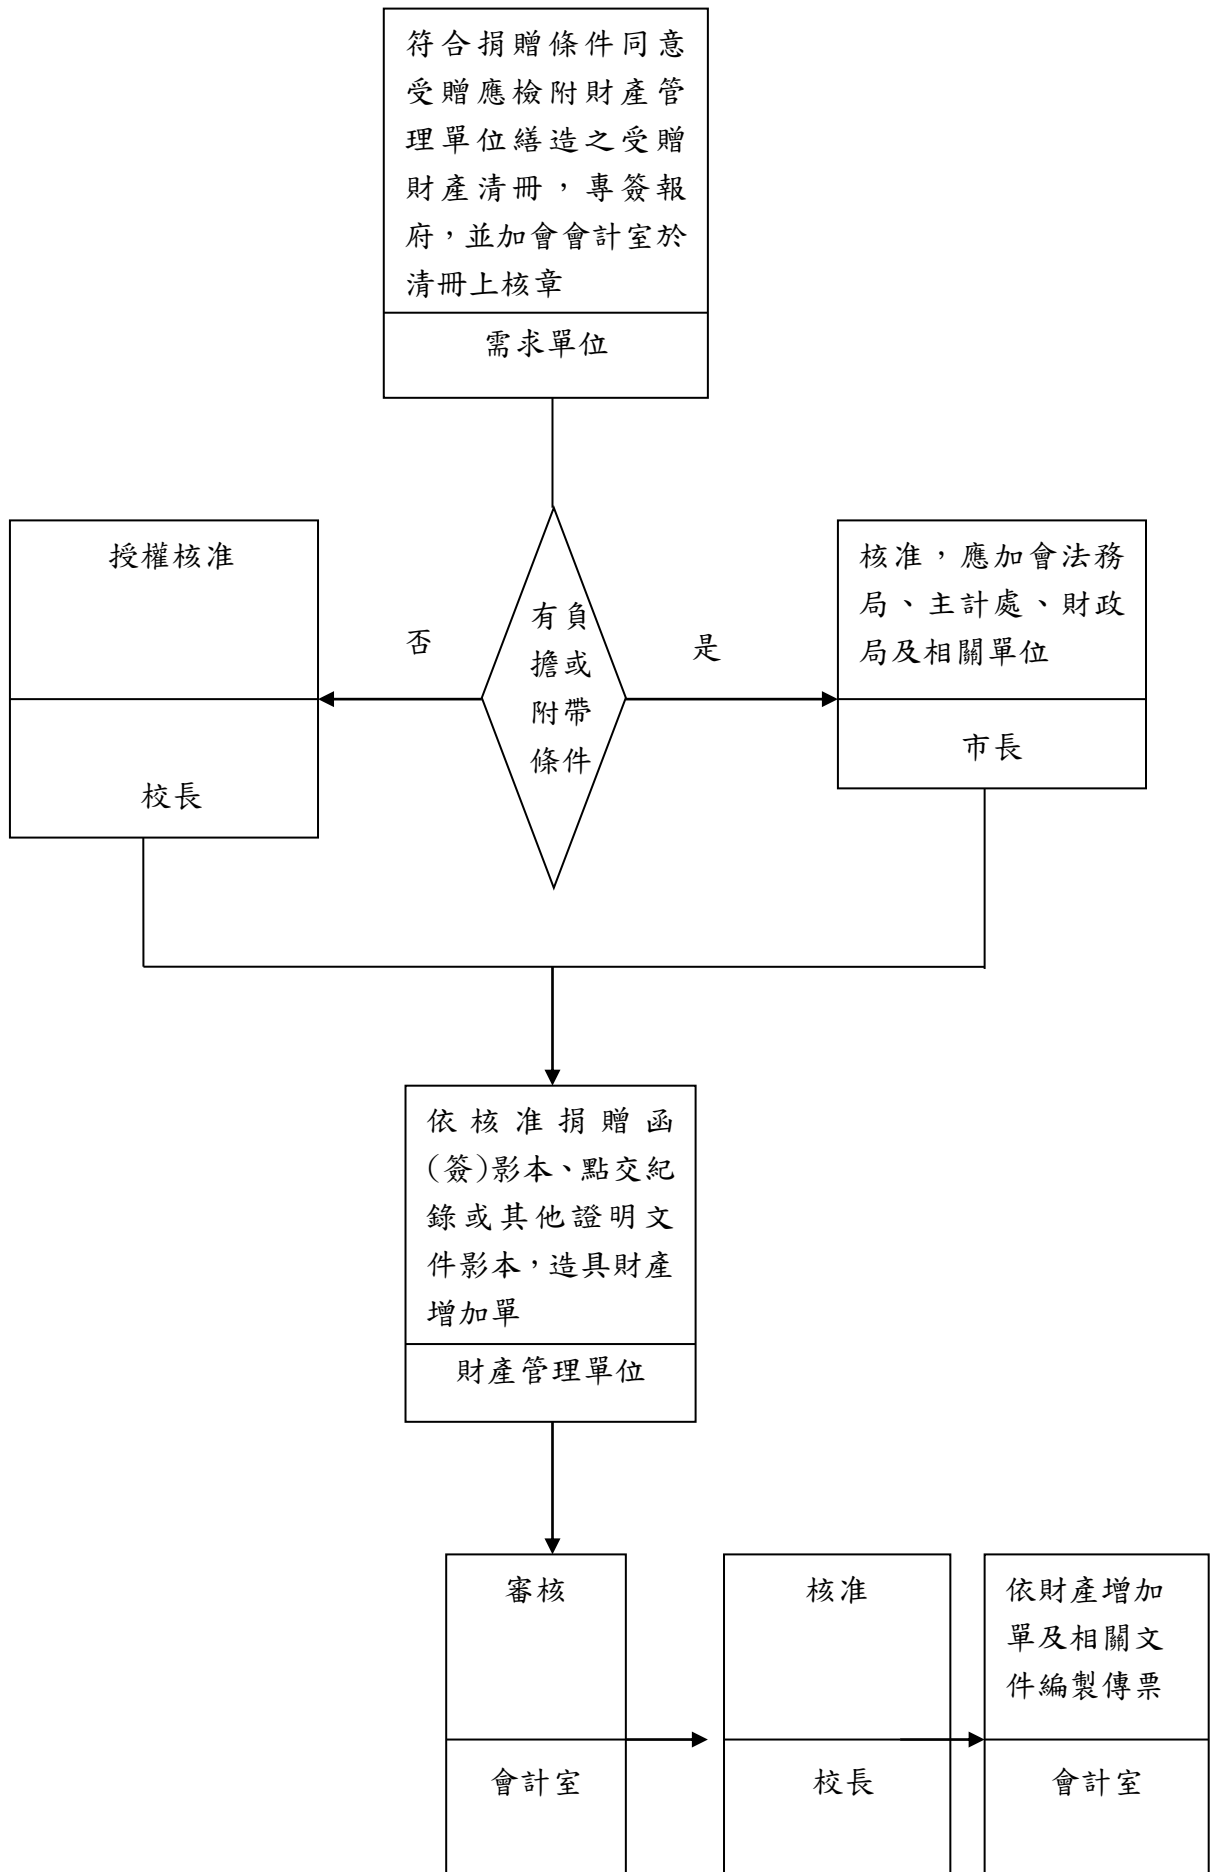 符合捐贈條件同意
受贈應檢附財產管
理單位繕造之受贈
財產清冊，專簽報
府，並加會會計室於
清冊上核章
需求單位
授權核准
校長
否
有負
擔或
附帶
條件
是
核准，應加會法務
局、主計處、財政
局及相關單位
市長
依核准捐贈函
(簽)影本、點交紀
錄或其他證明文
件影本，造具財產
增加單
財產管理單位
審核
會計室
核准
校長
依財產增加
單及相關文
件編製傳票
會計室